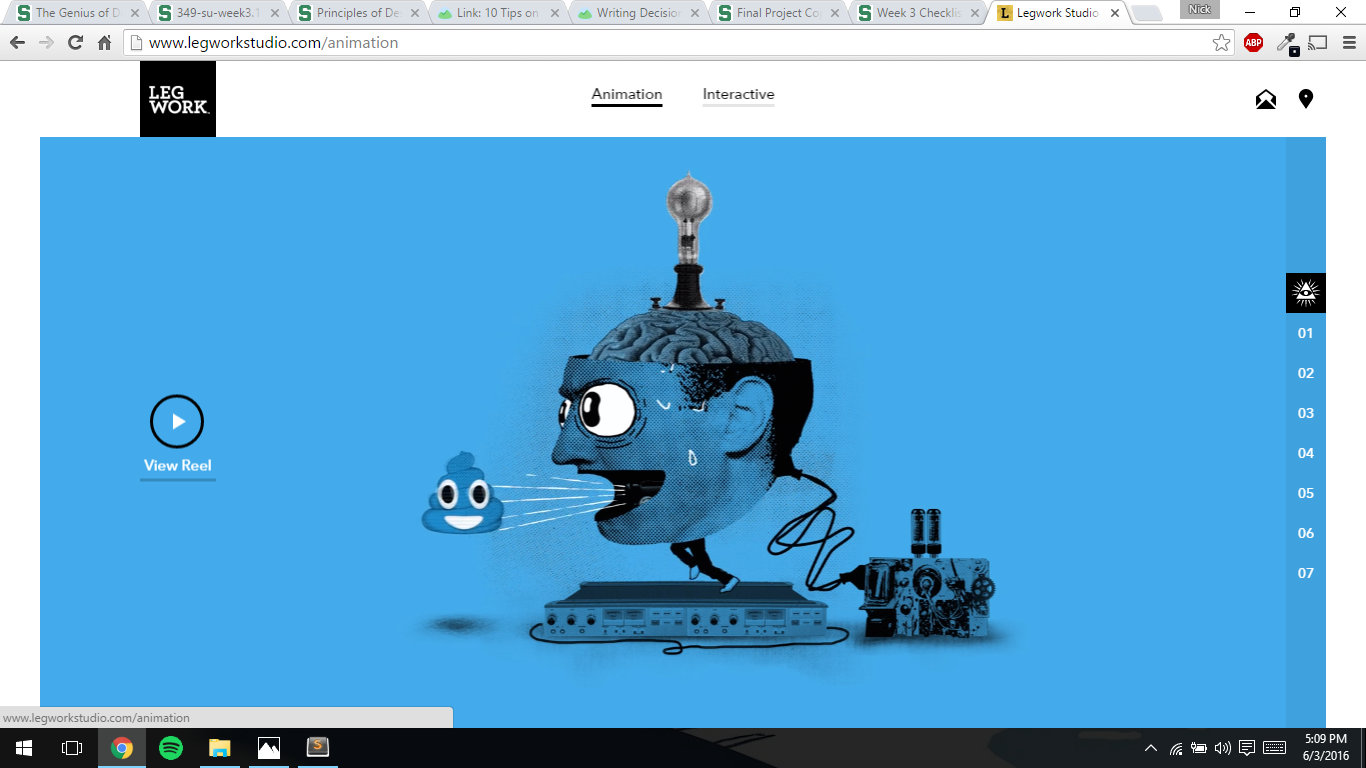 The Genius of D
349-su-week3.1
Principles of De
Link: 10 Tips on
Writing Decision
Final Project Co
Week 3 Checkli
Legwork Studio
Nick
www.legworkstudio.com/animation
ABP
LEG
WORK.
Animation
Interactive
01
02
03
04
05
06
07
View Reel
www.legworkstudio.com/animation
5:09 PM
6/3/2016